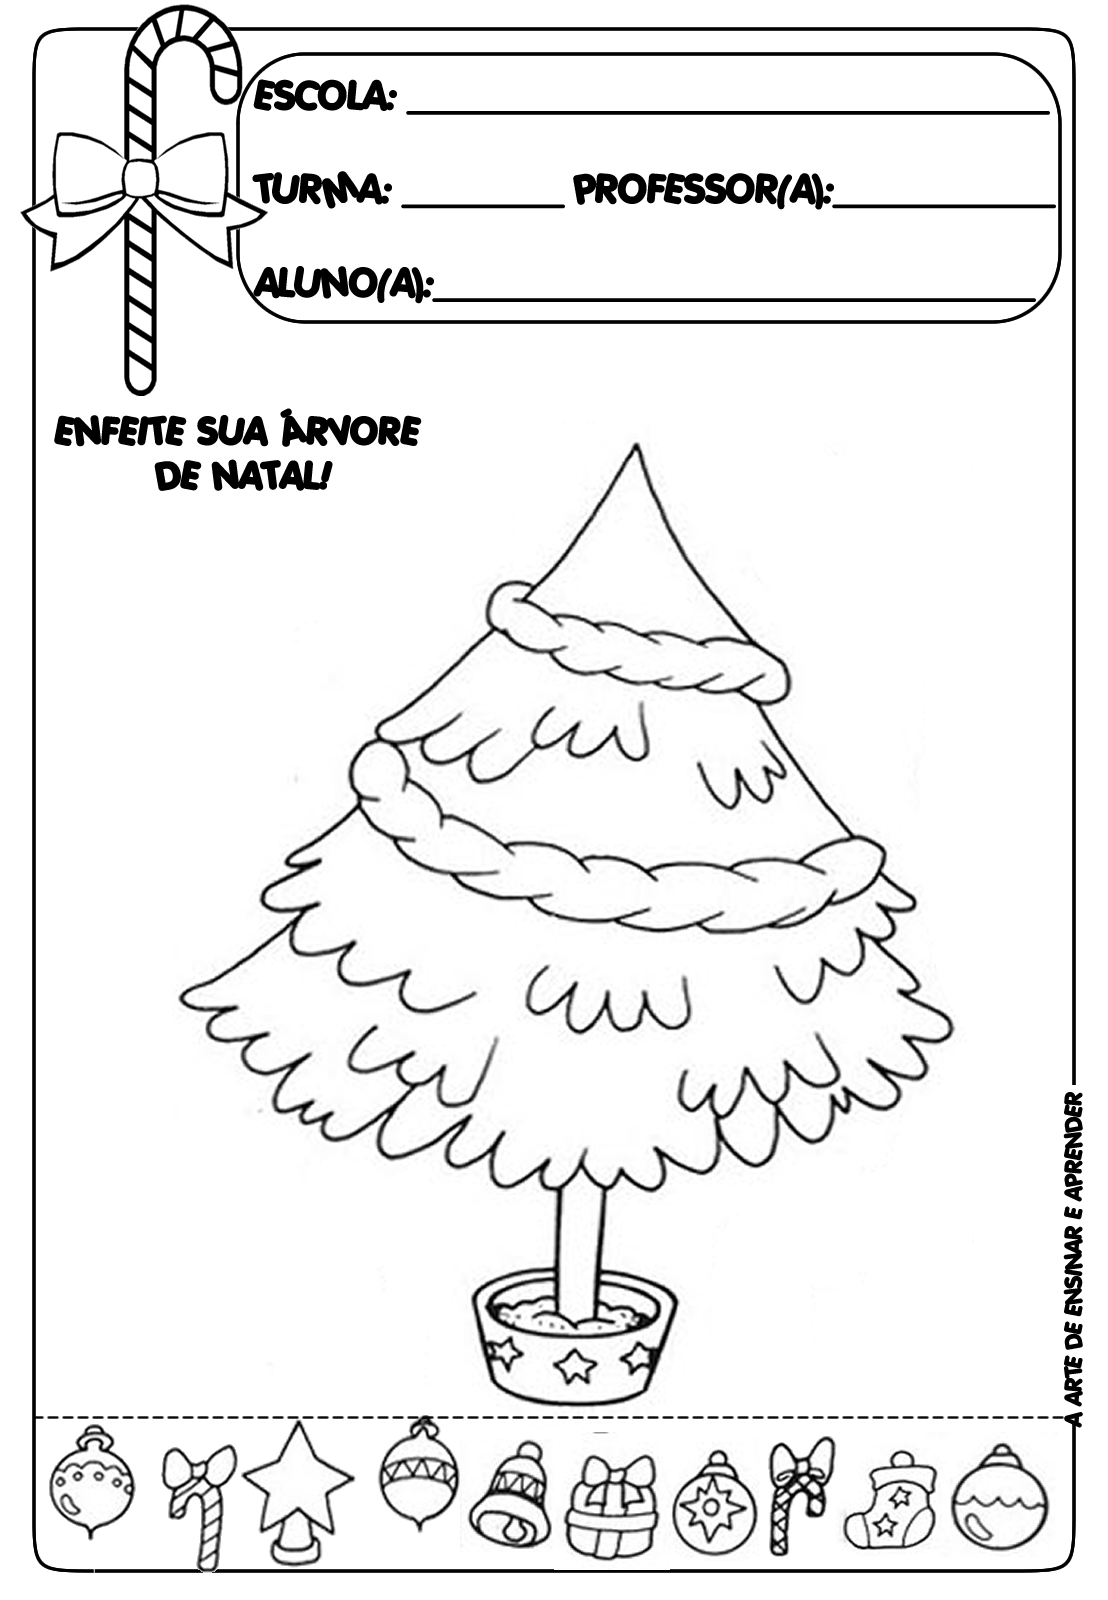 ESCOLA:
TURMA: PROFESSOR(A):
ALUNO(A):
ENFEITE SUA ÁRVORE
DE NATAL!
A ARTE DE ENSINAR E APRENDER